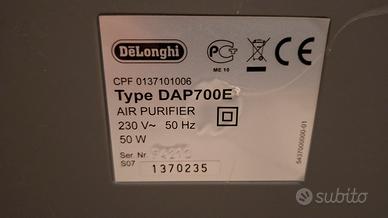 DeLonghi
ME 10
CPF 0137101006
Type DAP700E
AIR PURIFIER
230 V~ 50 Hz
50 W
Ser Nr.
S07 1370235
5437000000-01
subito